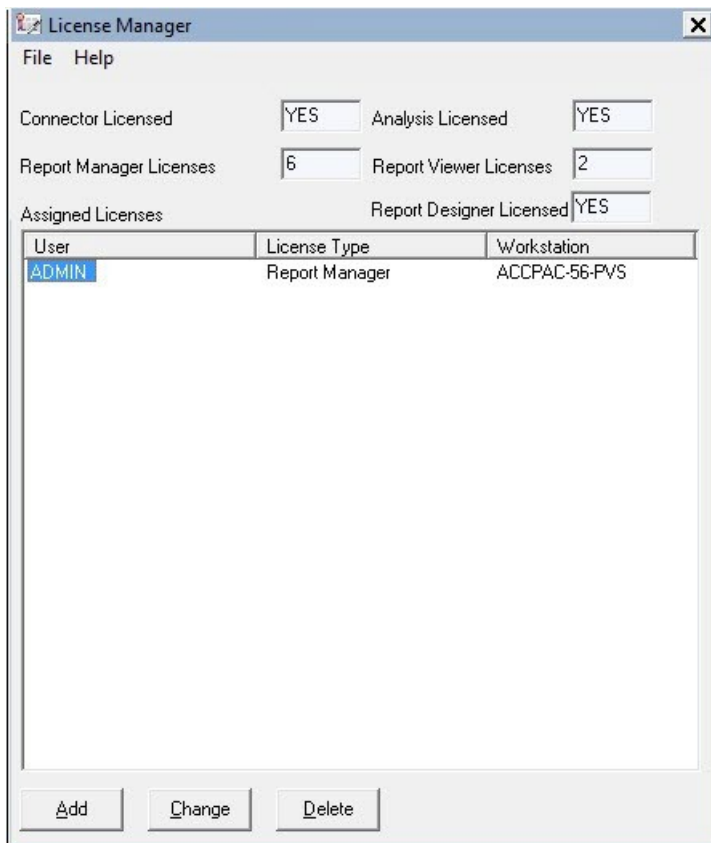 License Manager
File Help
Connector Licensed YES Analysis Licensed YES
Report Manager Licenses 6 Report Viewer Licenses 2
Assigned Licenses Report Designer Licensed YES
User License Type Workstation
ADMIN Report Manager ACCPAC-56-PVS
Add Change Delete